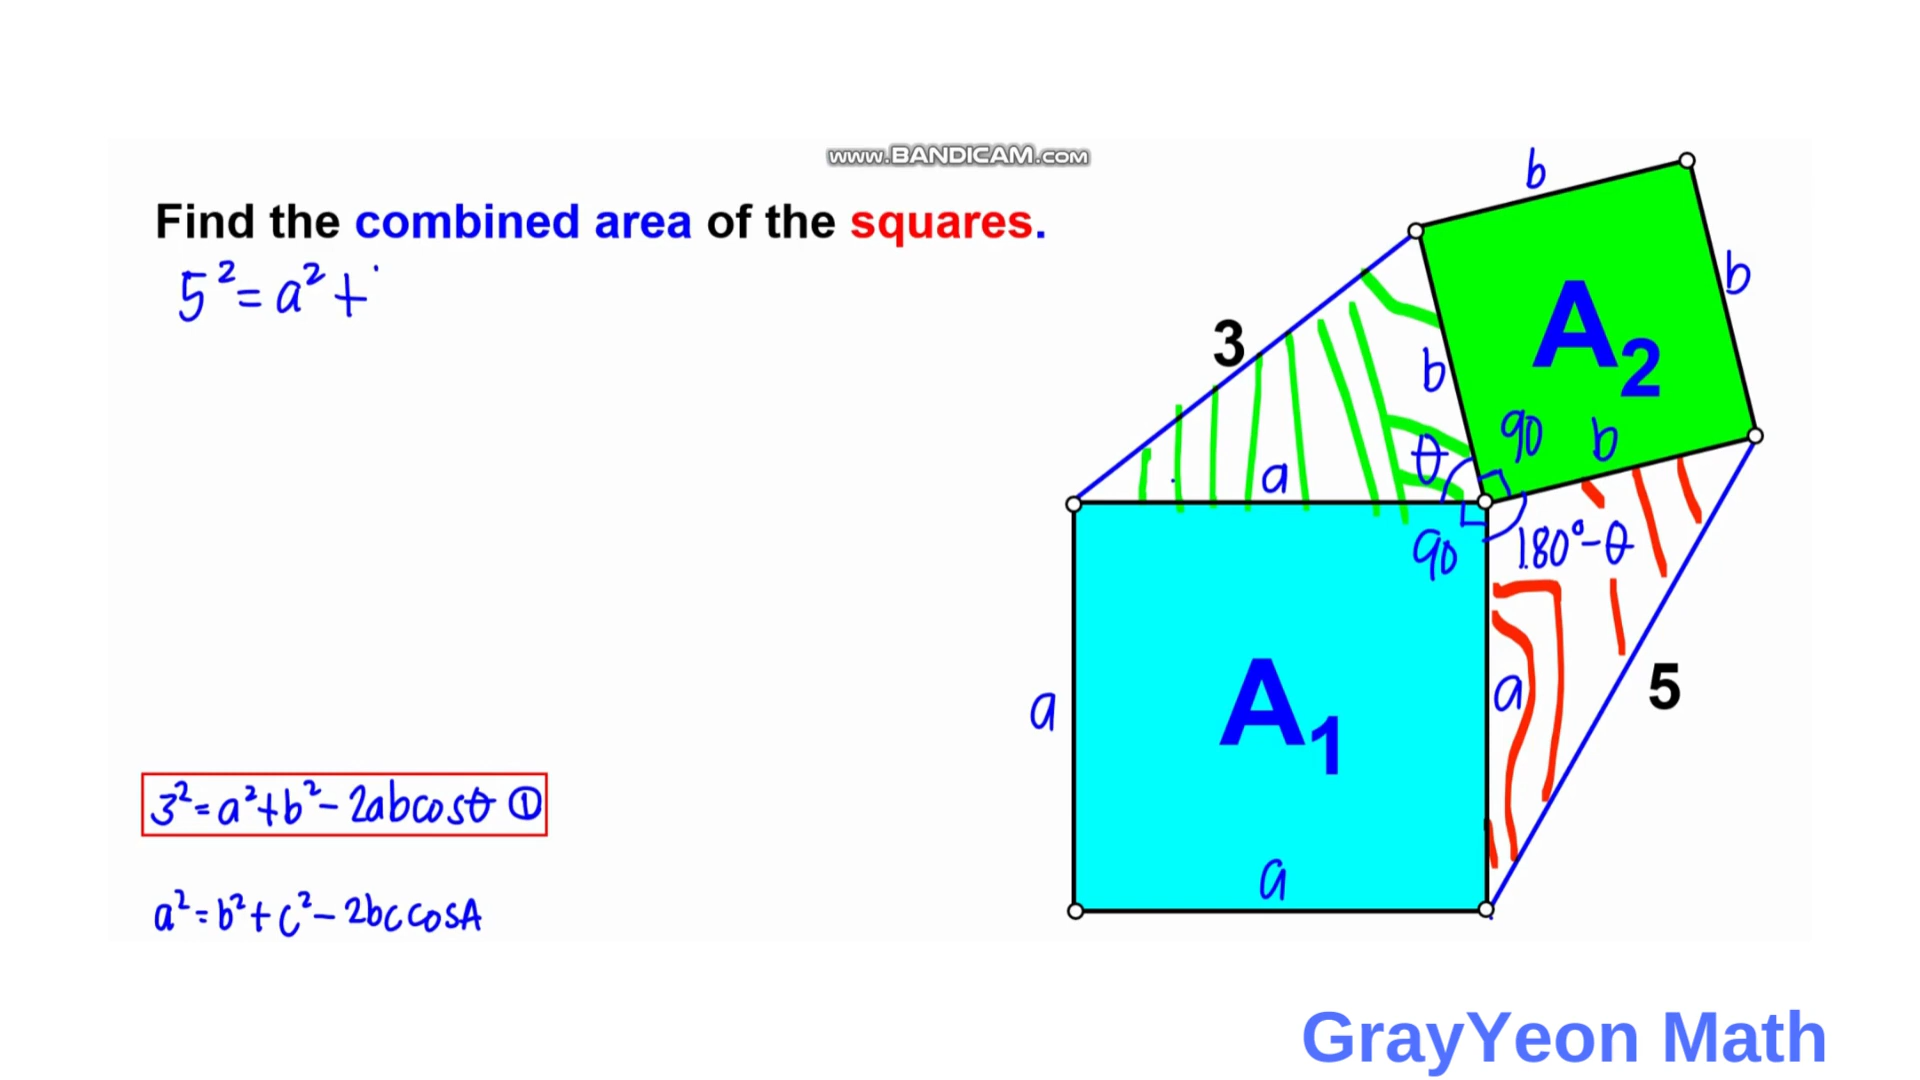 www.BANDICAM.com
Find the combined area of the squares.
5² = a² +
b
b
3
b
A₂
90
b
θ
a
90
180°-θ
a
A₁
a
5
3² = a² + b² - 2abcosθ ①
a
a² = b² + c² - 2bccosA
GrayYeon Math